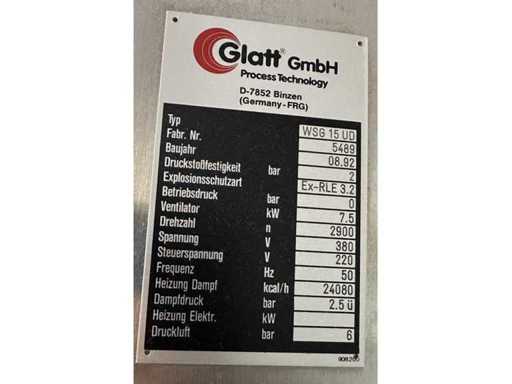 Glatt® GmbH
Process Technology
D-7852 Binzen
(Germany-FRG)
Typ WSG 15 UD
Fabr. Nr. 5489
Baujahr 08.92
Druckstoßfestigkeit bar 2
Explosionsschutzart Ex-RLE 3.2
Betriebsdruck bar 0
Ventilator kW 7.5
Drehzahl n 2900
Spannung V 380
Steuerspannung V 220
Frequenz Hz 50
Heizung Dampf kcal/h 24080
Dampfdruck bar 2.5 ü
Heizung Elektr. kW
Druckluft bar 6